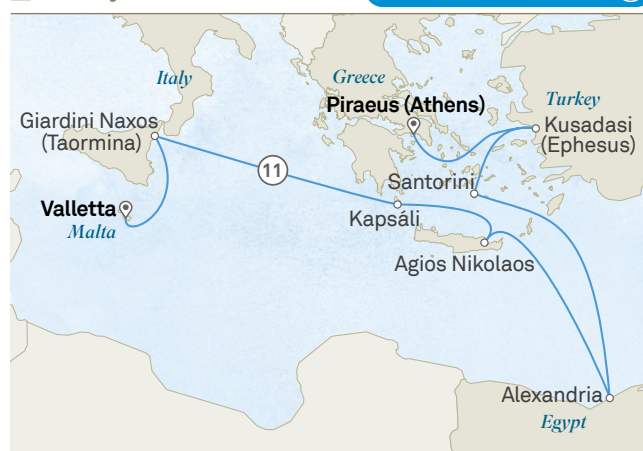 Italy
Greece
Piraeus (Athens)
Turkey
Giardini Naxos
(Taormina)
Kusadasi
(Ephesus)
11
Santorini
Valletta
Malta
Kapsáli
Agios Nikolaos
Alexandria
Egypt